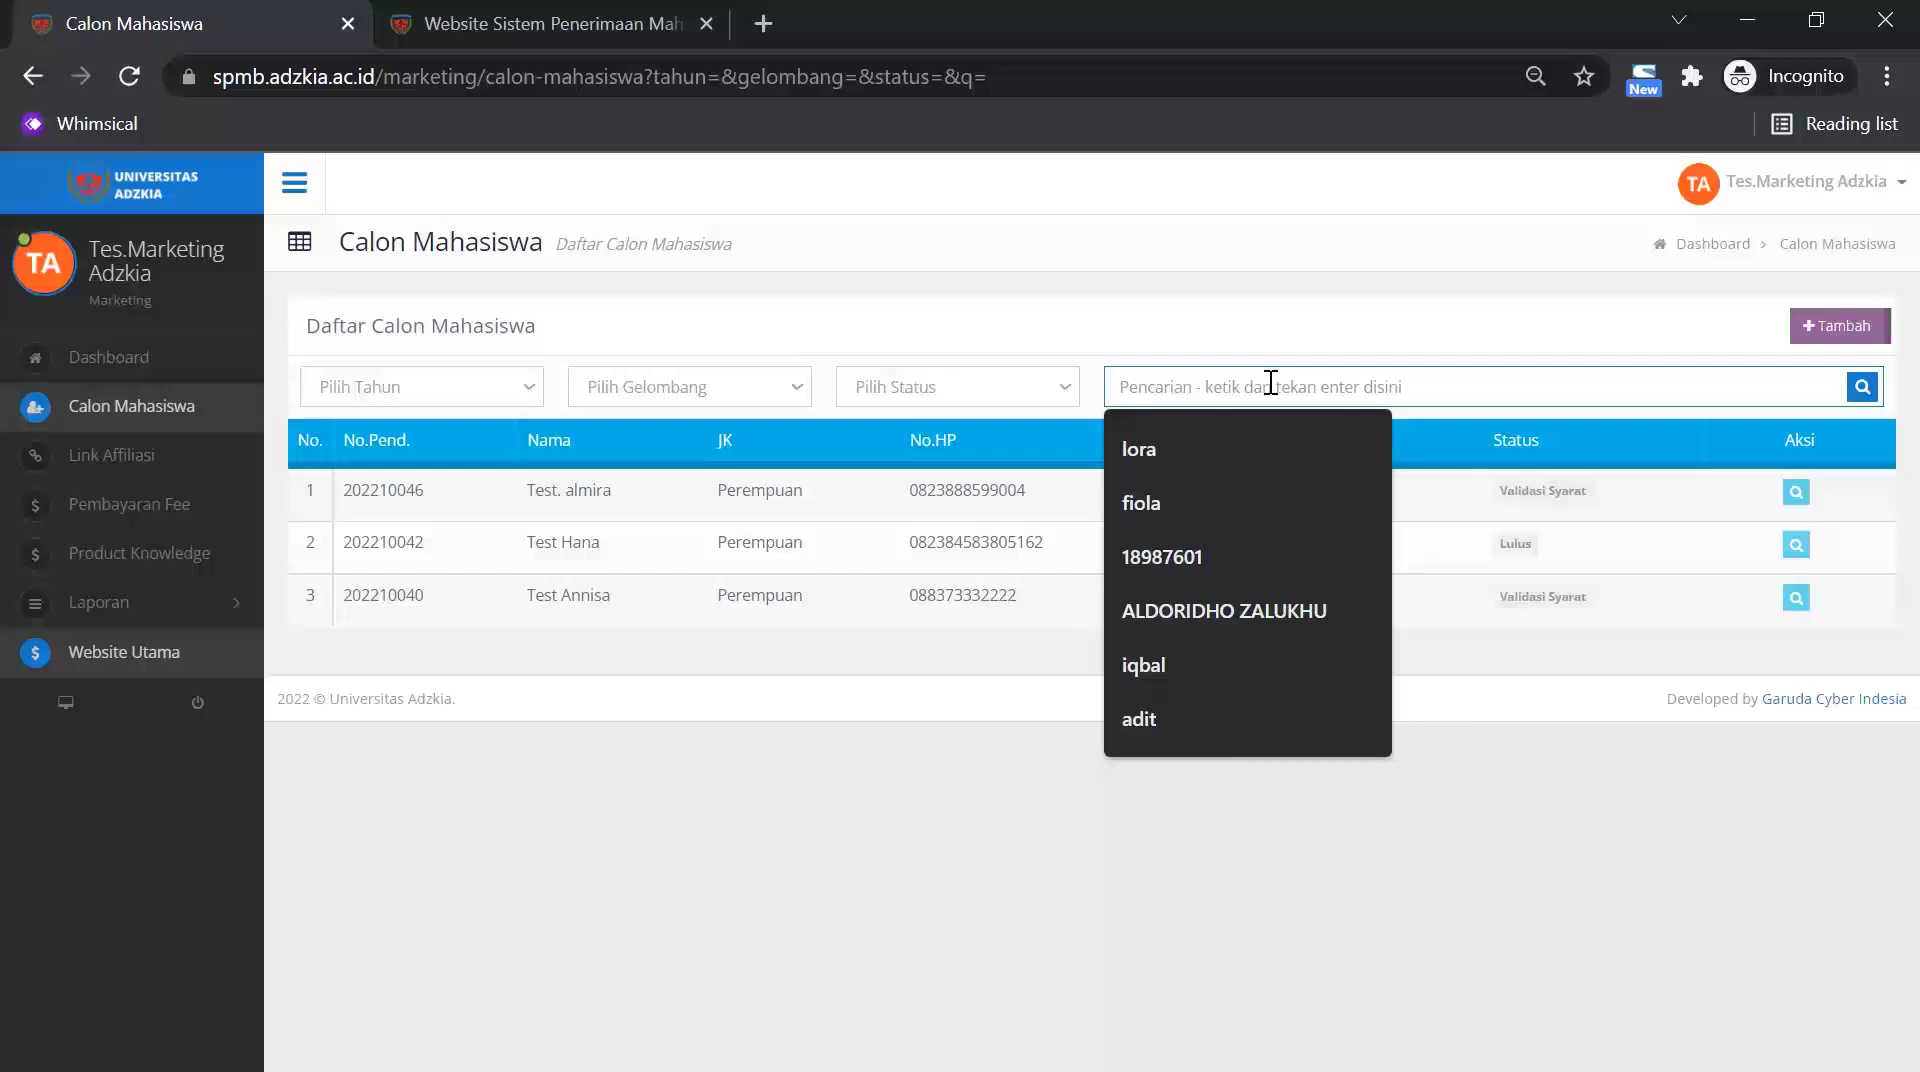 Calon Mahasiswa
Website Sistem Penerimaan Mah
spmb.adzkia.ac.id/marketing/calon-mahasiswa?tahun=&gelombang=&status=&q=
New
Incognito
Whimsical
Reading list
UNIVERSITAS
ADZKIA
TA
Tes.Marketing Adzkia
TA
Tes.Marketing
Adzkia
Marketing
Calon Mahasiswa
Daftar Calon Mahasiswa
Dashboard > Calon Mahasiswa
Dashboard
Calon Mahasiswa
Link Affiliasi
Pembayaran Fee
Product Knowledge
Laporan
Website Utama
Daftar Calon Mahasiswa
+ Tambah
Pilih Tahun
Pilih Gelombang
Pilih Status
Pencarian - ketik dan tekan enter disini
No. No.Pend. Nama JK No.HP Status Aksi
1 202210046 Test. almira Perempuan 0823888599004 Validasi Syarat
2 202210042 Test Hana Perempuan 082384583805162 Lulus
3 202210040 Test Annisa Perempuan 088373332222 Validasi Syarat
lora
fiola
18987601
ALDORIDHO ZALUKHU
iqbal
adit
2022 © Universitas Adzkia.
Developed by Garuda Cyber Indesia